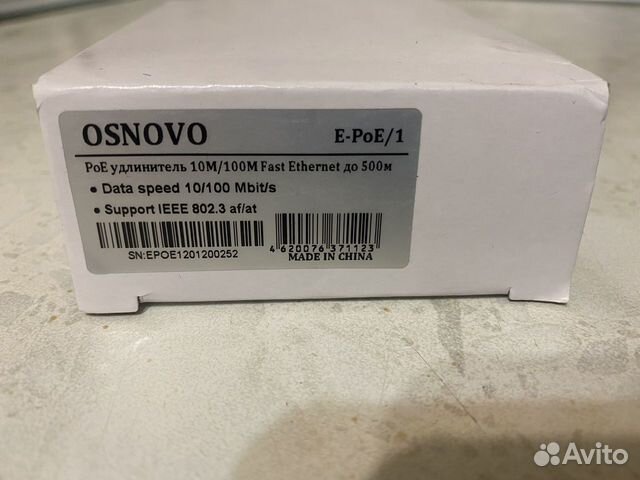 OSNOVO E-PoE/1
PoE удлинитель 10M/100M Fast Ethernet до 500м
• Data speed 10/100 Mbit/s
• Support IEEE 802.3 af/at
SN:EPOE1201200252
4 620076 371123
MADE IN CHINA
Avito